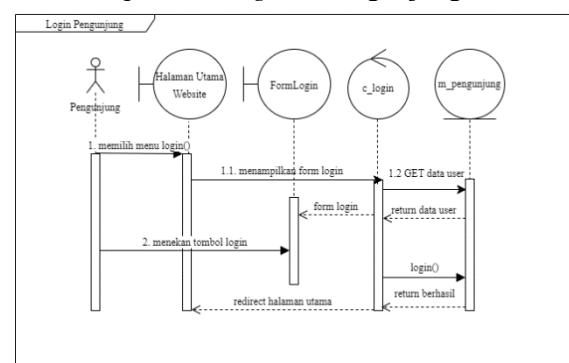 Login Pengunjung
Halaman Utama
Website
FormLogin
c_login
m_pengunjung
Pengunjung
1. memilih menu login()
1.1. menampilkan form login
1.2 GET data user
form login
return data user
2. menekan tombol login
login()
return berhasil
redirect halaman utama